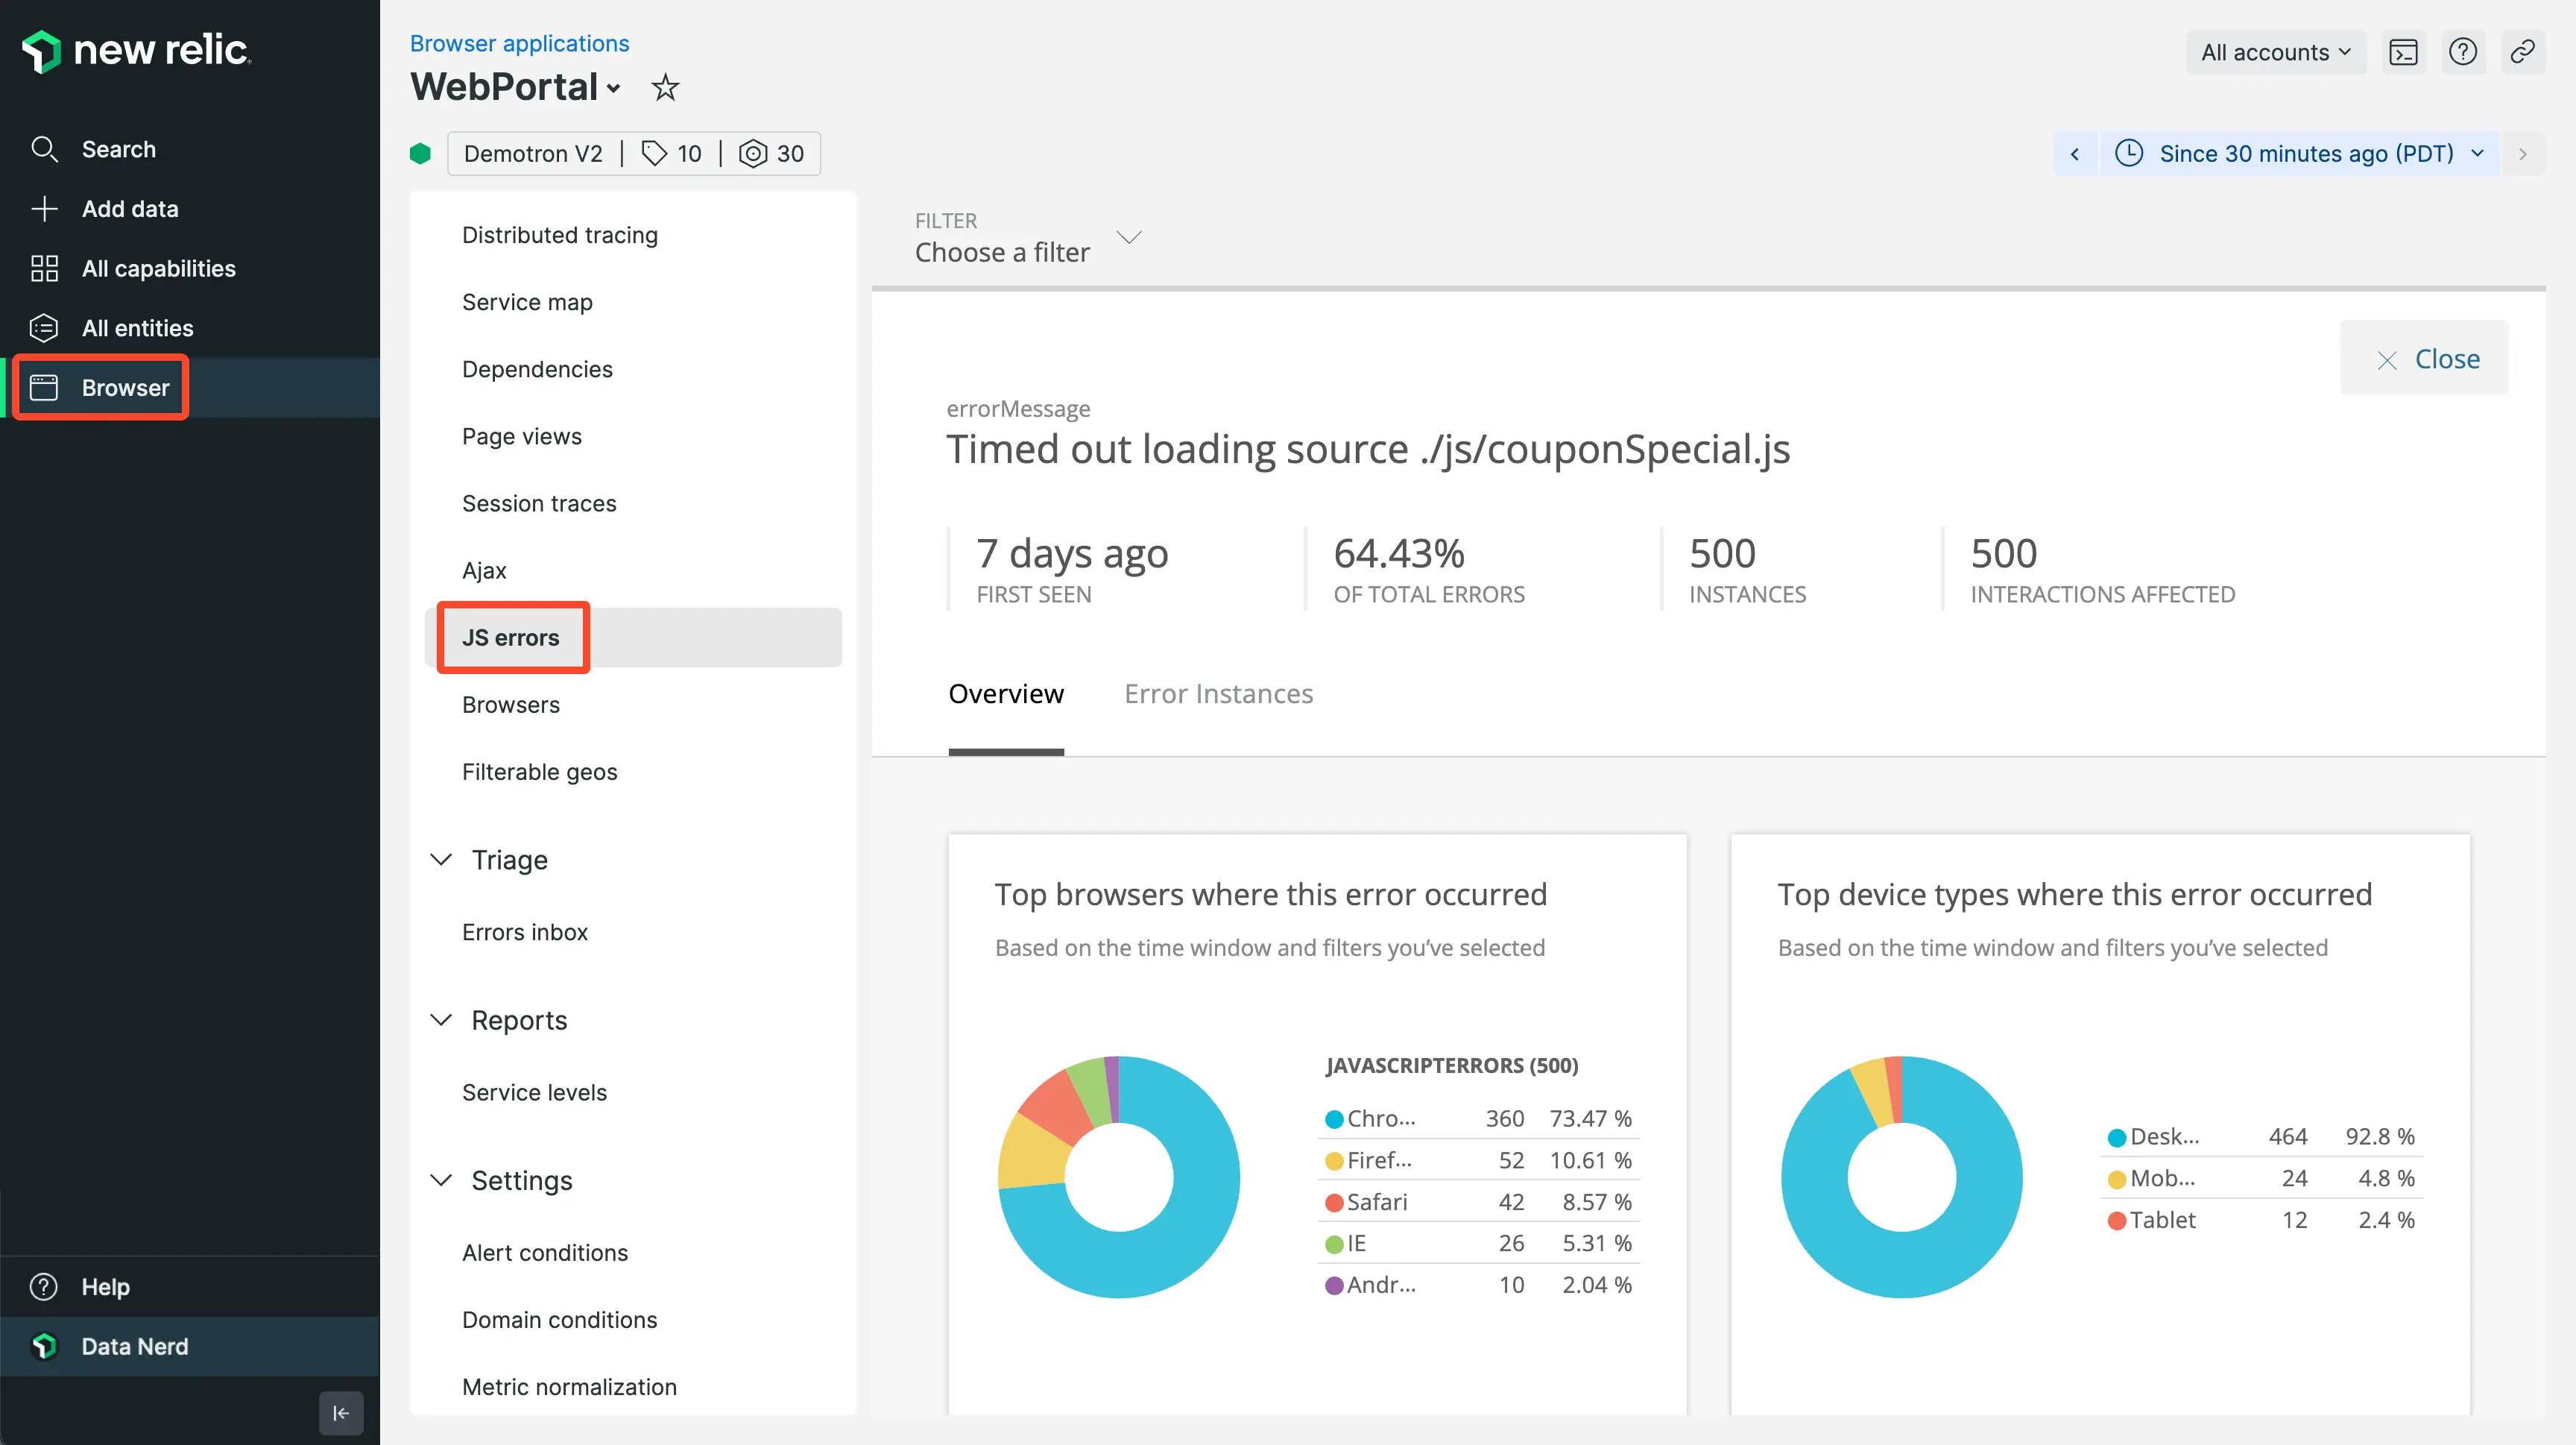 new relic.
Search
Add data
All capabilities
All entities
Browser
Help
Data Nerd
Browser applications
WebPortal
Demotron V2 | 10 | 30
All accounts
Since 30 minutes ago (PDT)
Distributed tracing
Service map
Dependencies
Page views
Session traces
Ajax
JS errors
Browsers
Filterable geos
Triage
Errors inbox
Reports
Service levels
Settings
Alert conditions
Domain conditions
Metric normalization
FILTER
Choose a filter
Close
errorMessage
Timed out loading source ./js/couponSpecial.js
7 days ago
FIRST SEEN
64.43%
OF TOTAL ERRORS
500
INSTANCES
500
INTERACTIONS AFFECTED
Overview
Error Instances
Top browsers where this error occurred
Based on the time window and filters you’ve selected
JAVASCRIPTERRORS (500)
Chro... 360 73.47 %
Firef... 52 10.61 %
Safari 42 8.57 %
IE 26 5.31 %
Andr... 10 2.04 %
Top device types where this error occurred
Based on the time window and filters you’ve selected
Desk... 464 92.8 %
Mob... 24 4.8 %
Tablet 12 2.4 %